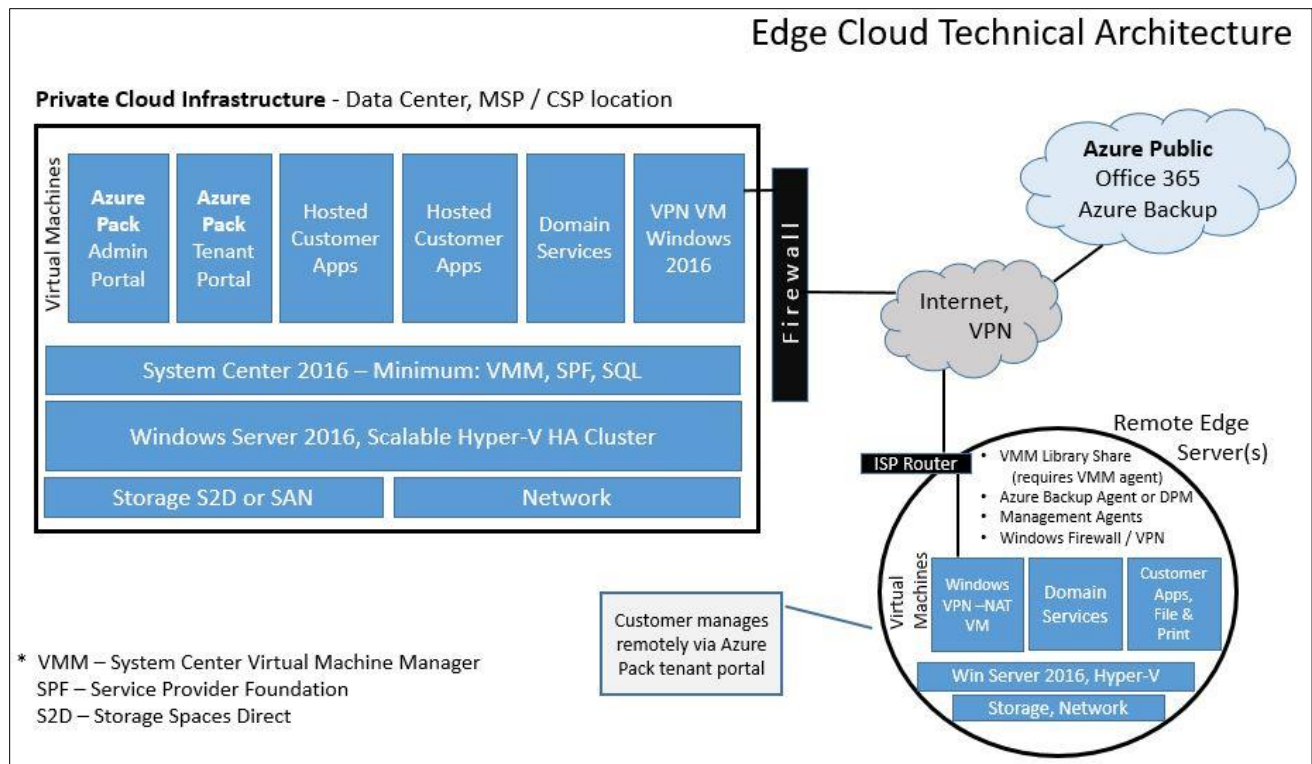 Edge Cloud Technical Architecture
Private Cloud Infrastructure - Data Center, MSP / CSP location
Virtual Machines
Azure
Pack
Admin
Portal
Azure
Pack
Tenant
Portal
Hosted
Customer
Apps
Hosted
Customer
Apps
Domain
Services
VPN VM
Windows
2016
System Center 2016 – Minimum: VMM, SPF, SQL
Windows Server 2016, Scalable Hyper-V HA Cluster
Storage S2D or SAN
Network
Firewall
Azure Public
Office 365
Azure Backup
Internet,
VPN
ISP Router
Remote Edge
Server(s)
• VMM Library Share
(requires VMM agent)
• Azure Backup Agent or DPM
• Management Agents
• Windows Firewall / VPN
Virtual
Machines
Windows
VPN –NAT
VM
Domain
Services
Customer
Apps,
File &
Print
Win Server 2016, Hyper-V
Storage, Network
Customer manages
remotely via Azure
Pack tenant portal
* VMM – System Center Virtual Machine Manager
SPF – Service Provider Foundation
S2D – Storage Spaces Direct